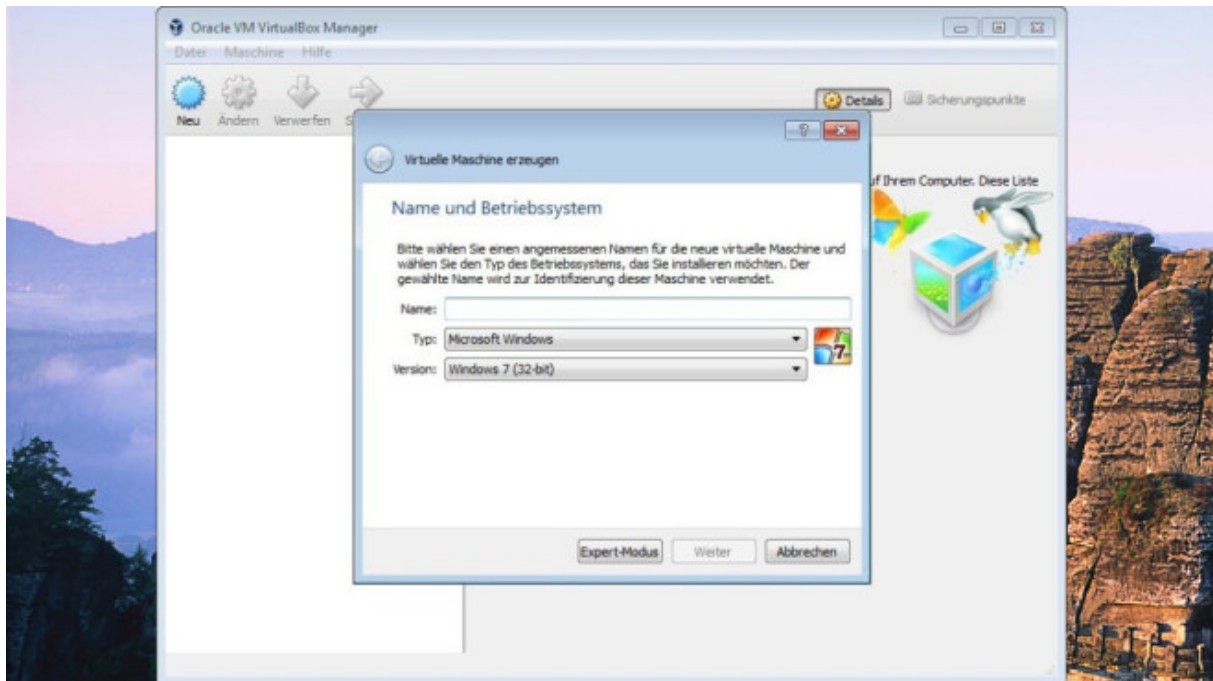 Oracle VM VirtualBox Manager
Datei Maschine Hilfe
Neu Ändern Verwerfen
Details Sicherungspunkte
Virtuelle Maschine erzeugen
uf Ihrem Computer. Diese Liste
Name und Betriebssystem
Bitte wählen Sie einen angemessenen Namen für die neue virtuelle Maschine und
wählen Sie den Typ des Betriebssystems, das Sie installieren möchten. Der
gewählte Name wird zur Identifizierung dieser Maschine verwendet.
Name:
Typ: Microsoft Windows
7
Version: Windows 7 (32-bit)
Expert-Modus Weiter Abbrechen